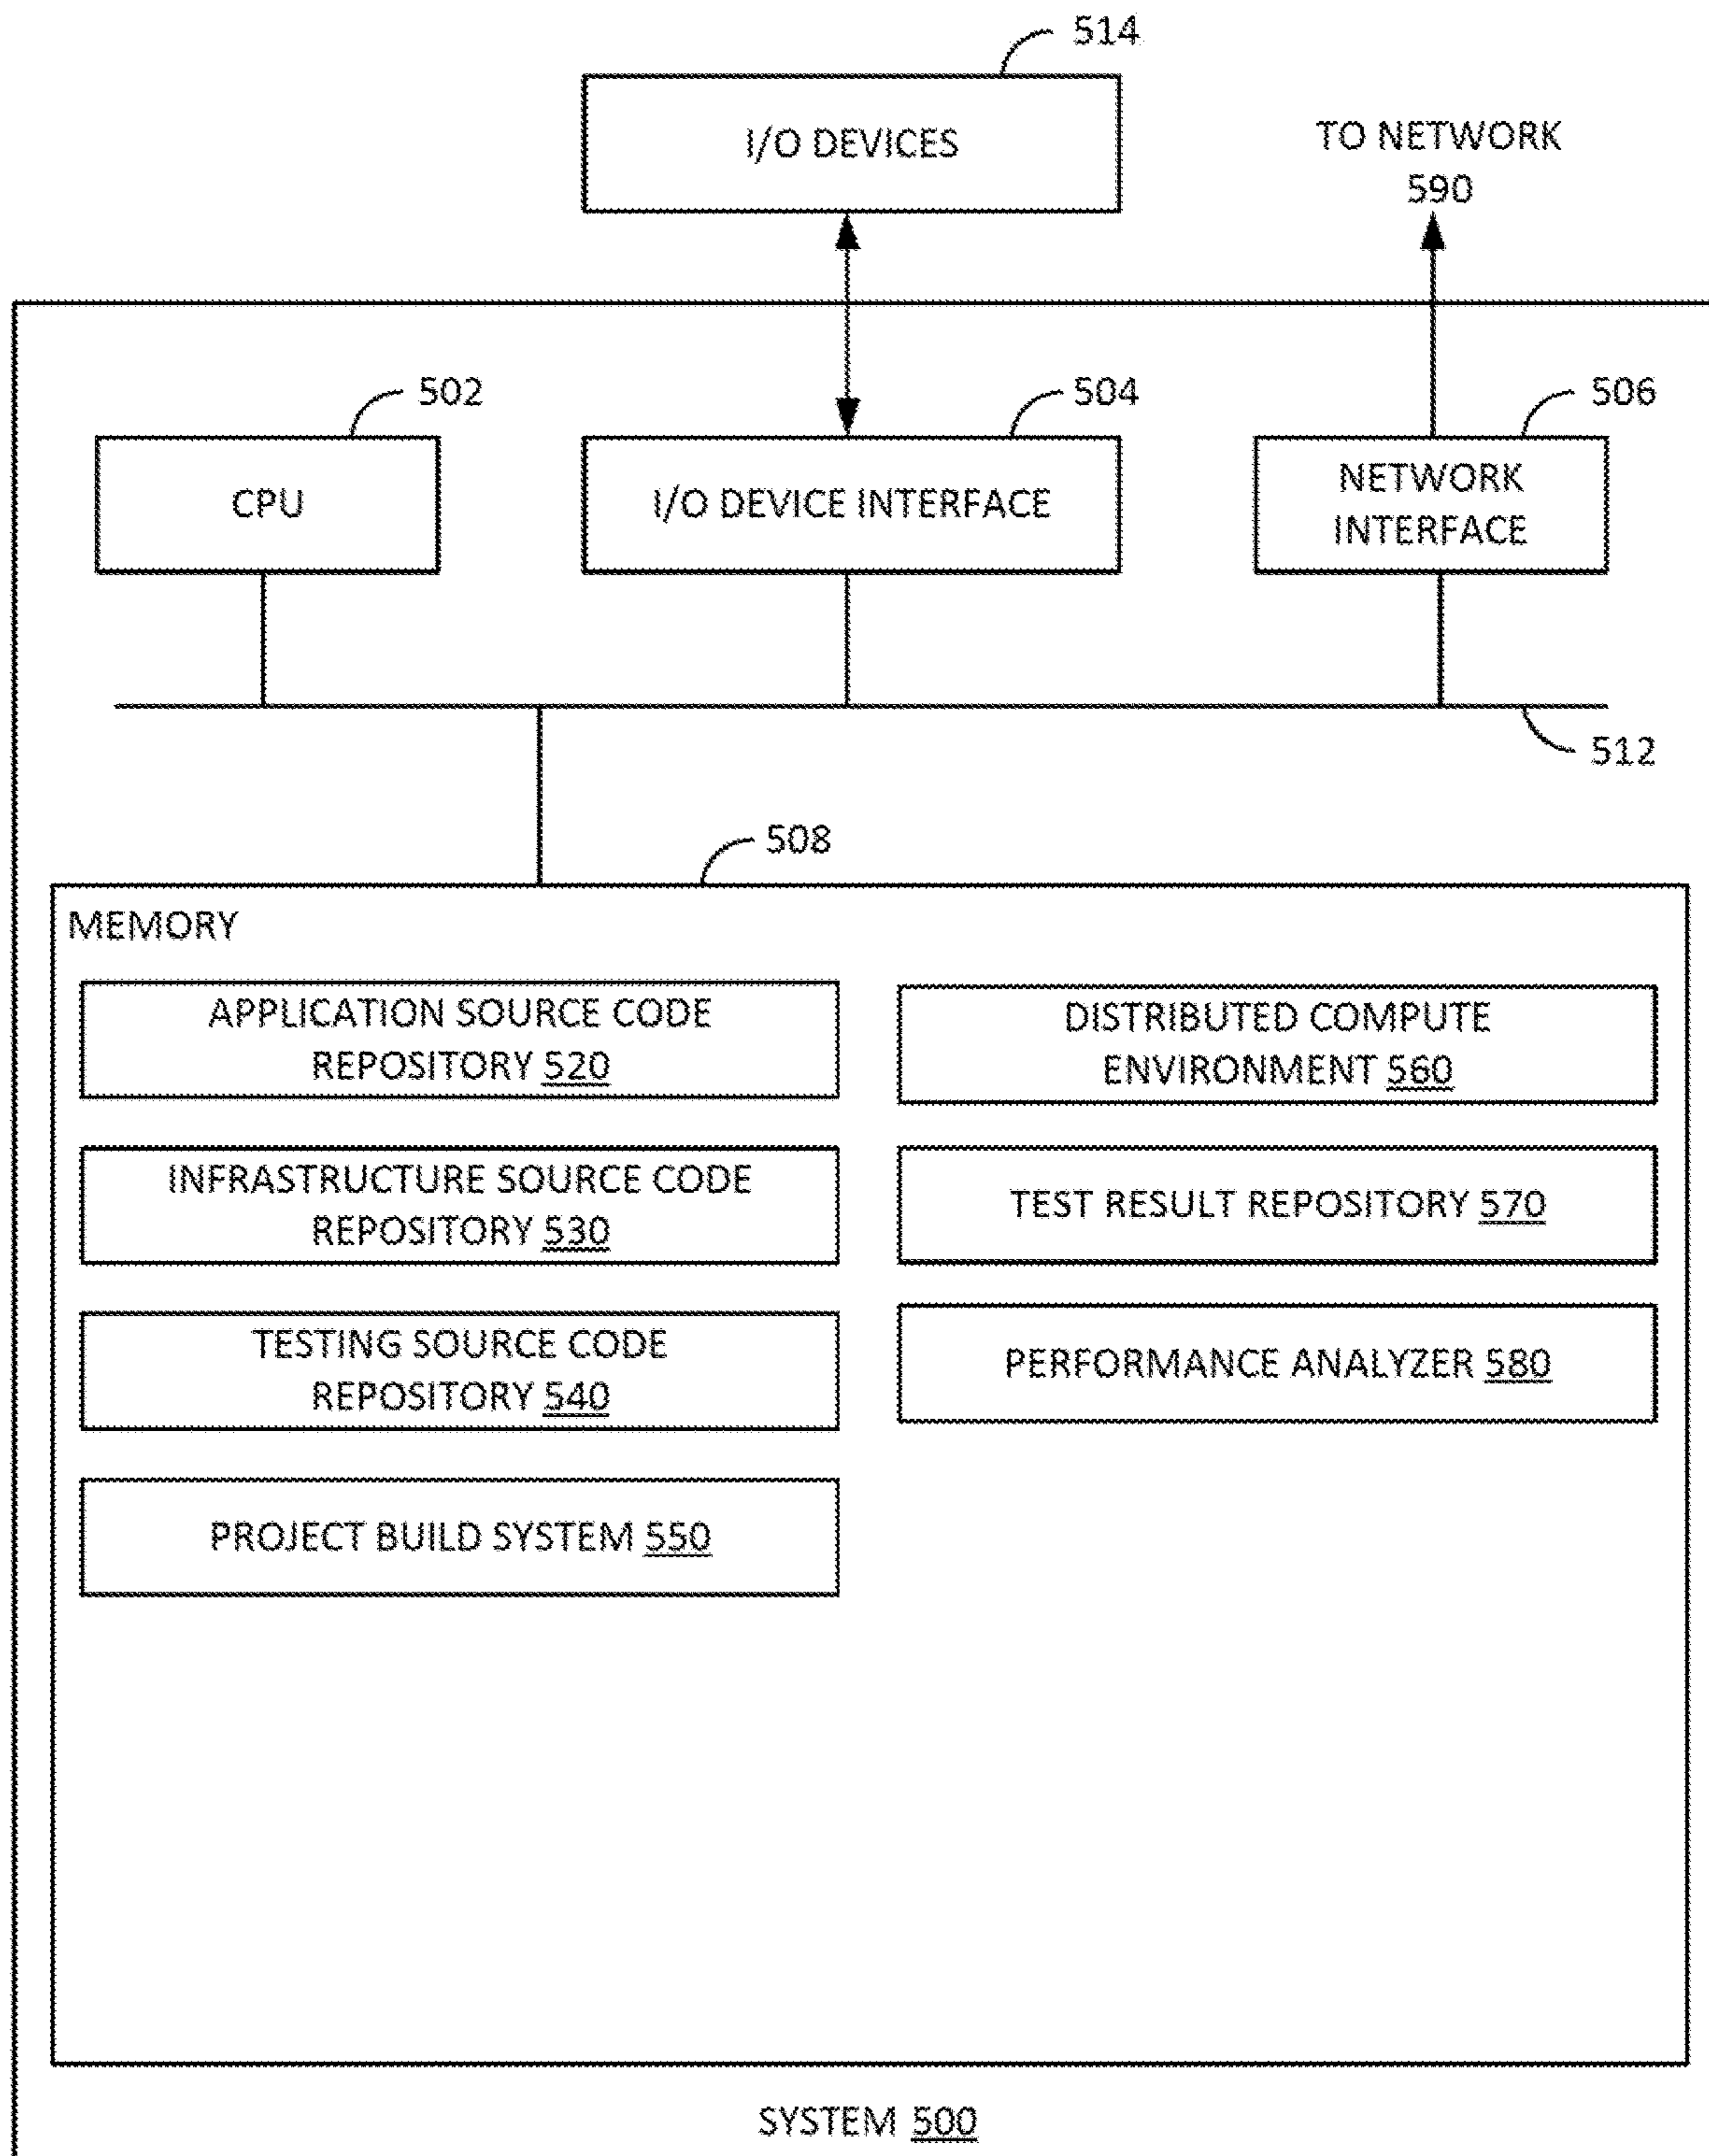 514
I/O DEVICES
TO NETWORK
590
502
504
506
CPU
I/O DEVICE INTERFACE
NETWORK
INTERFACE
512
508
MEMORY
APPLICATION SOURCE CODE
REPOSITORY 520
INFRASTRUCTURE SOURCE CODE
REPOSITORY 530
TESTING SOURCE CODE
REPOSITORY 540
PROJECT BUILD SYSTEM 550
DISTRIBUTED COMPUTE
ENVIRONMENT 560
TEST RESULT REPOSITORY 570
PERFORMANCE ANALYZER 580
SYSTEM 500